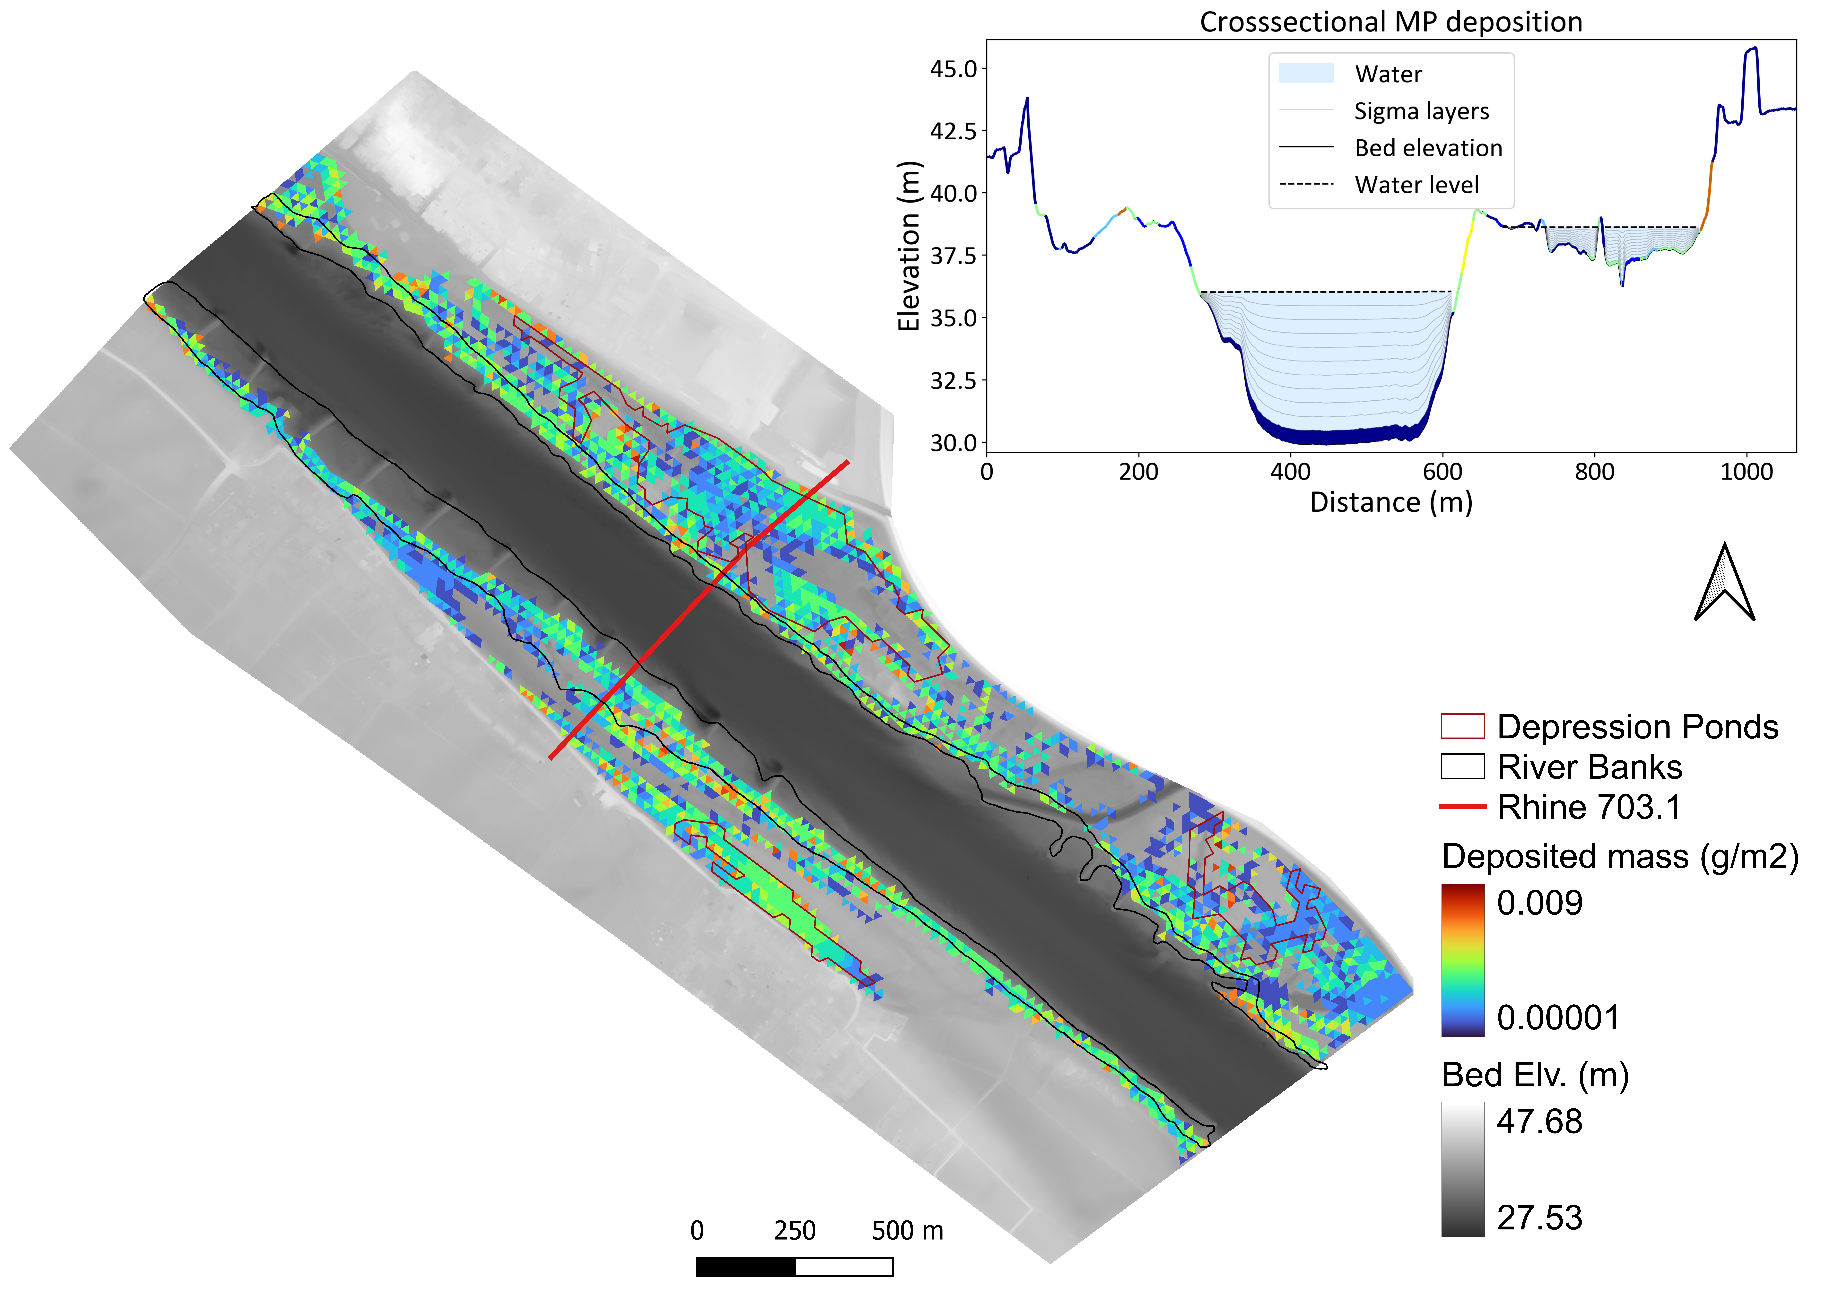 Crosssectional MP deposition
Water
Sigma layers
Bed elevation
Water level
45.0
42.5
40.0
37.5
35.0
32.5
30.0
Elevation (m)
0 200 400 600 800 1000
Distance (m)
Depression Ponds
River Banks
Rhine 703.1
Deposited mass (g/m2)
0.009
0.00001
Bed Elv. (m)
47.68
27.53
0 250 500 m